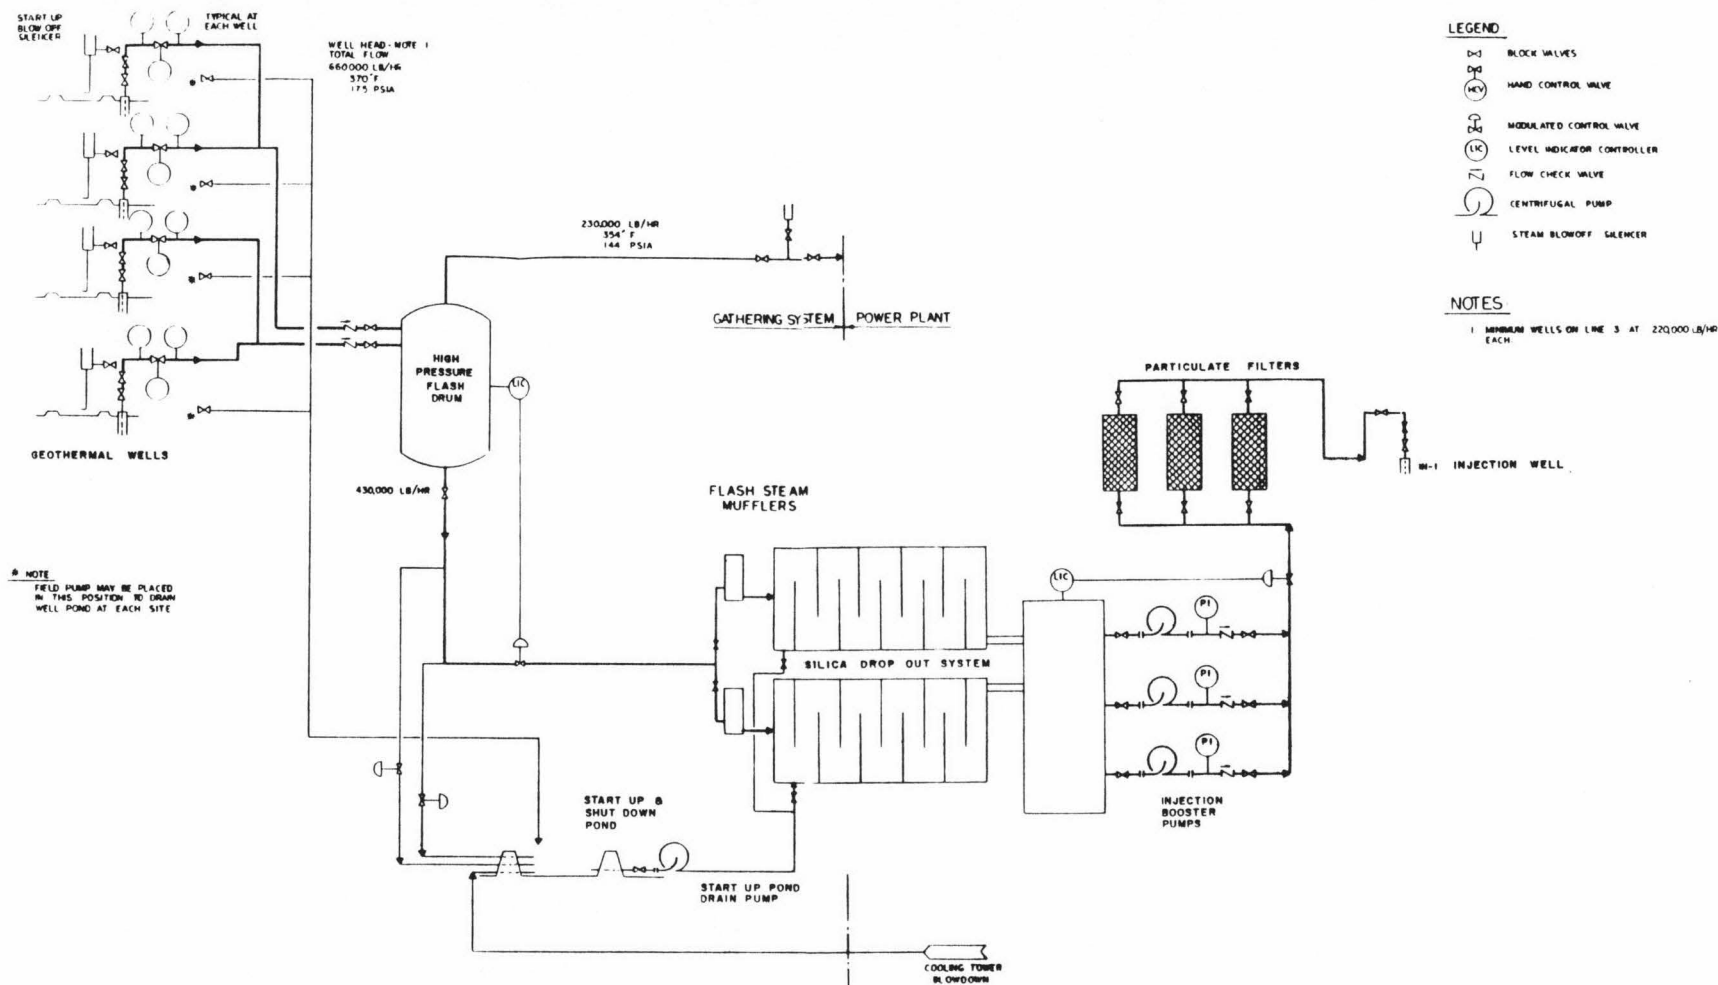 START UP
BLOW OFF
SILENCER
TYPICAL AT
EACH WELL
WELL HEAD - NOTE 1
TOTAL FLOW
660000 LB/HR
370°F
175 PSIA
230,000 LB/HR
354°F
144 PSIA
GATHERING SYSTEM
POWER PLANT
HIGH
PRESSURE
FLASH
DRUM
LIC
GEOTHERMAL WELLS
430,000 LB/HR
* NOTE
FIELD PUMP MAY BE PLACED
IN THIS POSITION TO DRAIN
WELL POND AT EACH SITE
FLASH STEAM
MUFFLERS
SILICA DROP OUT SYSTEM
START UP &
SHUT DOWN
POND
START UP POND
DRAIN PUMP
COOLING TOWER
BLOWDOWN
LIC
PI
PI
PI
INJECTION
BOOSTER
PUMPS
PARTICULATE FILTERS
IN-1 INJECTION WELL
LEGEND
BLOCK VALVES
HCV
HAND CONTROL VALVE
MODULATED CONTROL VALVE
LIC
LEVEL INDICATOR CONTROLLER
FLOW CHECK VALVE
CENTRIFUGAL PUMP
STEAM BLOWOFF SILENCER
NOTES
1 MINIMUM WELLS ON LINE 3 AT 220,000 LB/HR
EACH.